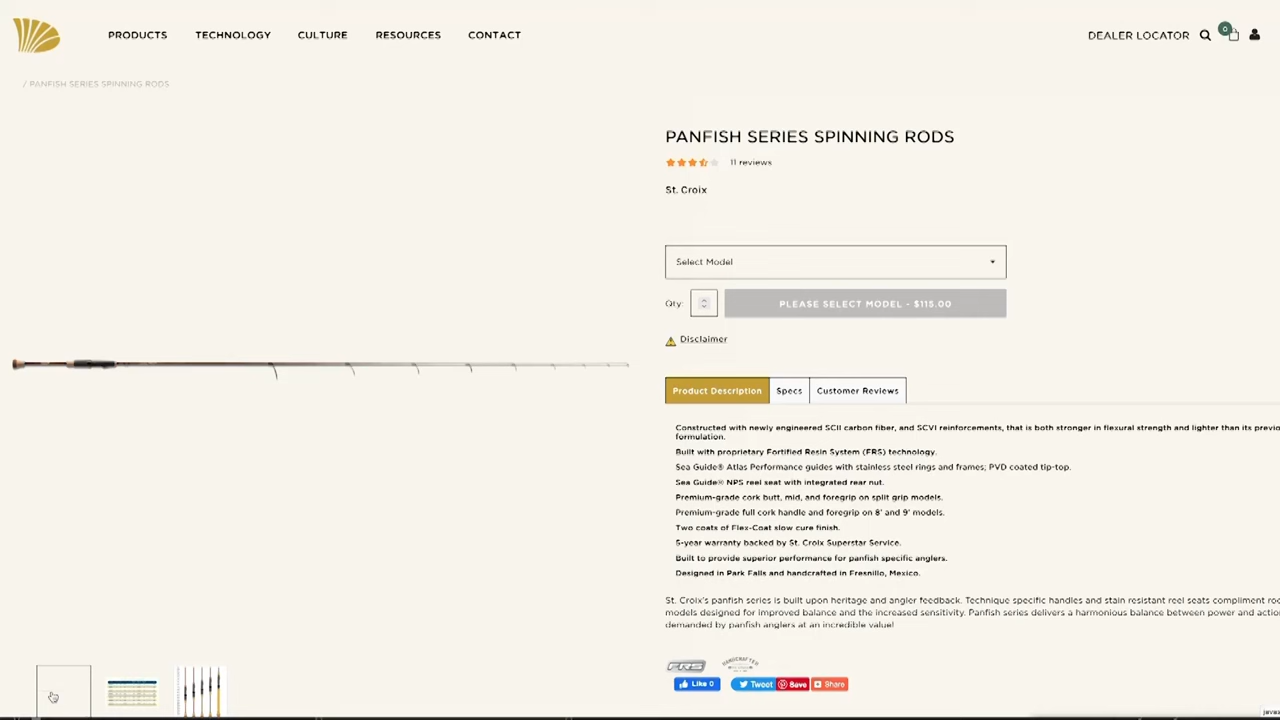 PRODUCTS TECHNOLOGY CULTURE RESOURCES CONTACT DEALER LOCATOR 0
/ PANFISH SERIES SPINNING RODS
PANFISH SERIES SPINNING RODS
11 reviews
St. Croix
Select Model
Qty: PLEASE SELECT MODEL - $115.00
Disclaimer
Product Description Specs Customer Reviews
Constructed with newly engineered SCII carbon fiber, and SCVI reinforcements, that is both stronger in flexural strength and lighter than its previo
formulation.
Built with proprietary Fortified Resin System (FRS) technology.
Sea Guide® Atlas Performance guides with stainless steel rings and frames; PVD coated tip-top.
Sea Guide® NPS reel seat with integrated rear nut.
Premium-grade cork butt, mid, and foregrip on split grip models.
Premium-grade full cork handle and foregrip on 8' and 9' models.
Two coats of Flex-Coat slow cure finish.
5-year warranty backed by St. Croix Superstar Service.
Built to provide superior performance for panfish specific anglers.
Designed in Park Falls and handcrafted in Fresnillo, Mexico.
St. Croix's panfish series is built upon heritage and angler feedback. Technique specific handles and stain resistant reel seats compliment ro
models designed for improved balance and the increased sensitivity. Panfish series delivers a harmonious balance between power and actio
demanded by panfish anglers at an incredible value!
FRS HANDCRAFTED
Like 0 Tweet Save Share
javas